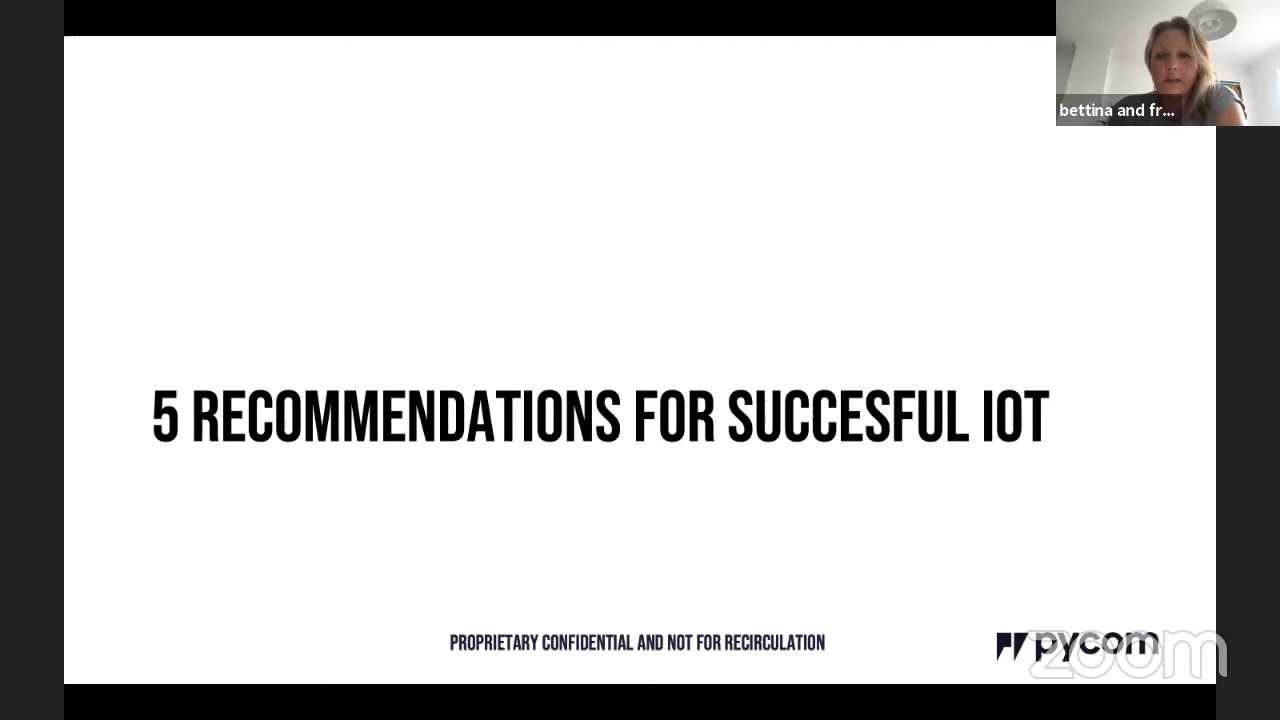 bettina and fr...
5 RECOMMENDATIONS FOR SUCCESFUL IOT
PROPRIETARY CONFIDENTIAL AND NOT FOR RECIRCULATION
pycom
zoom